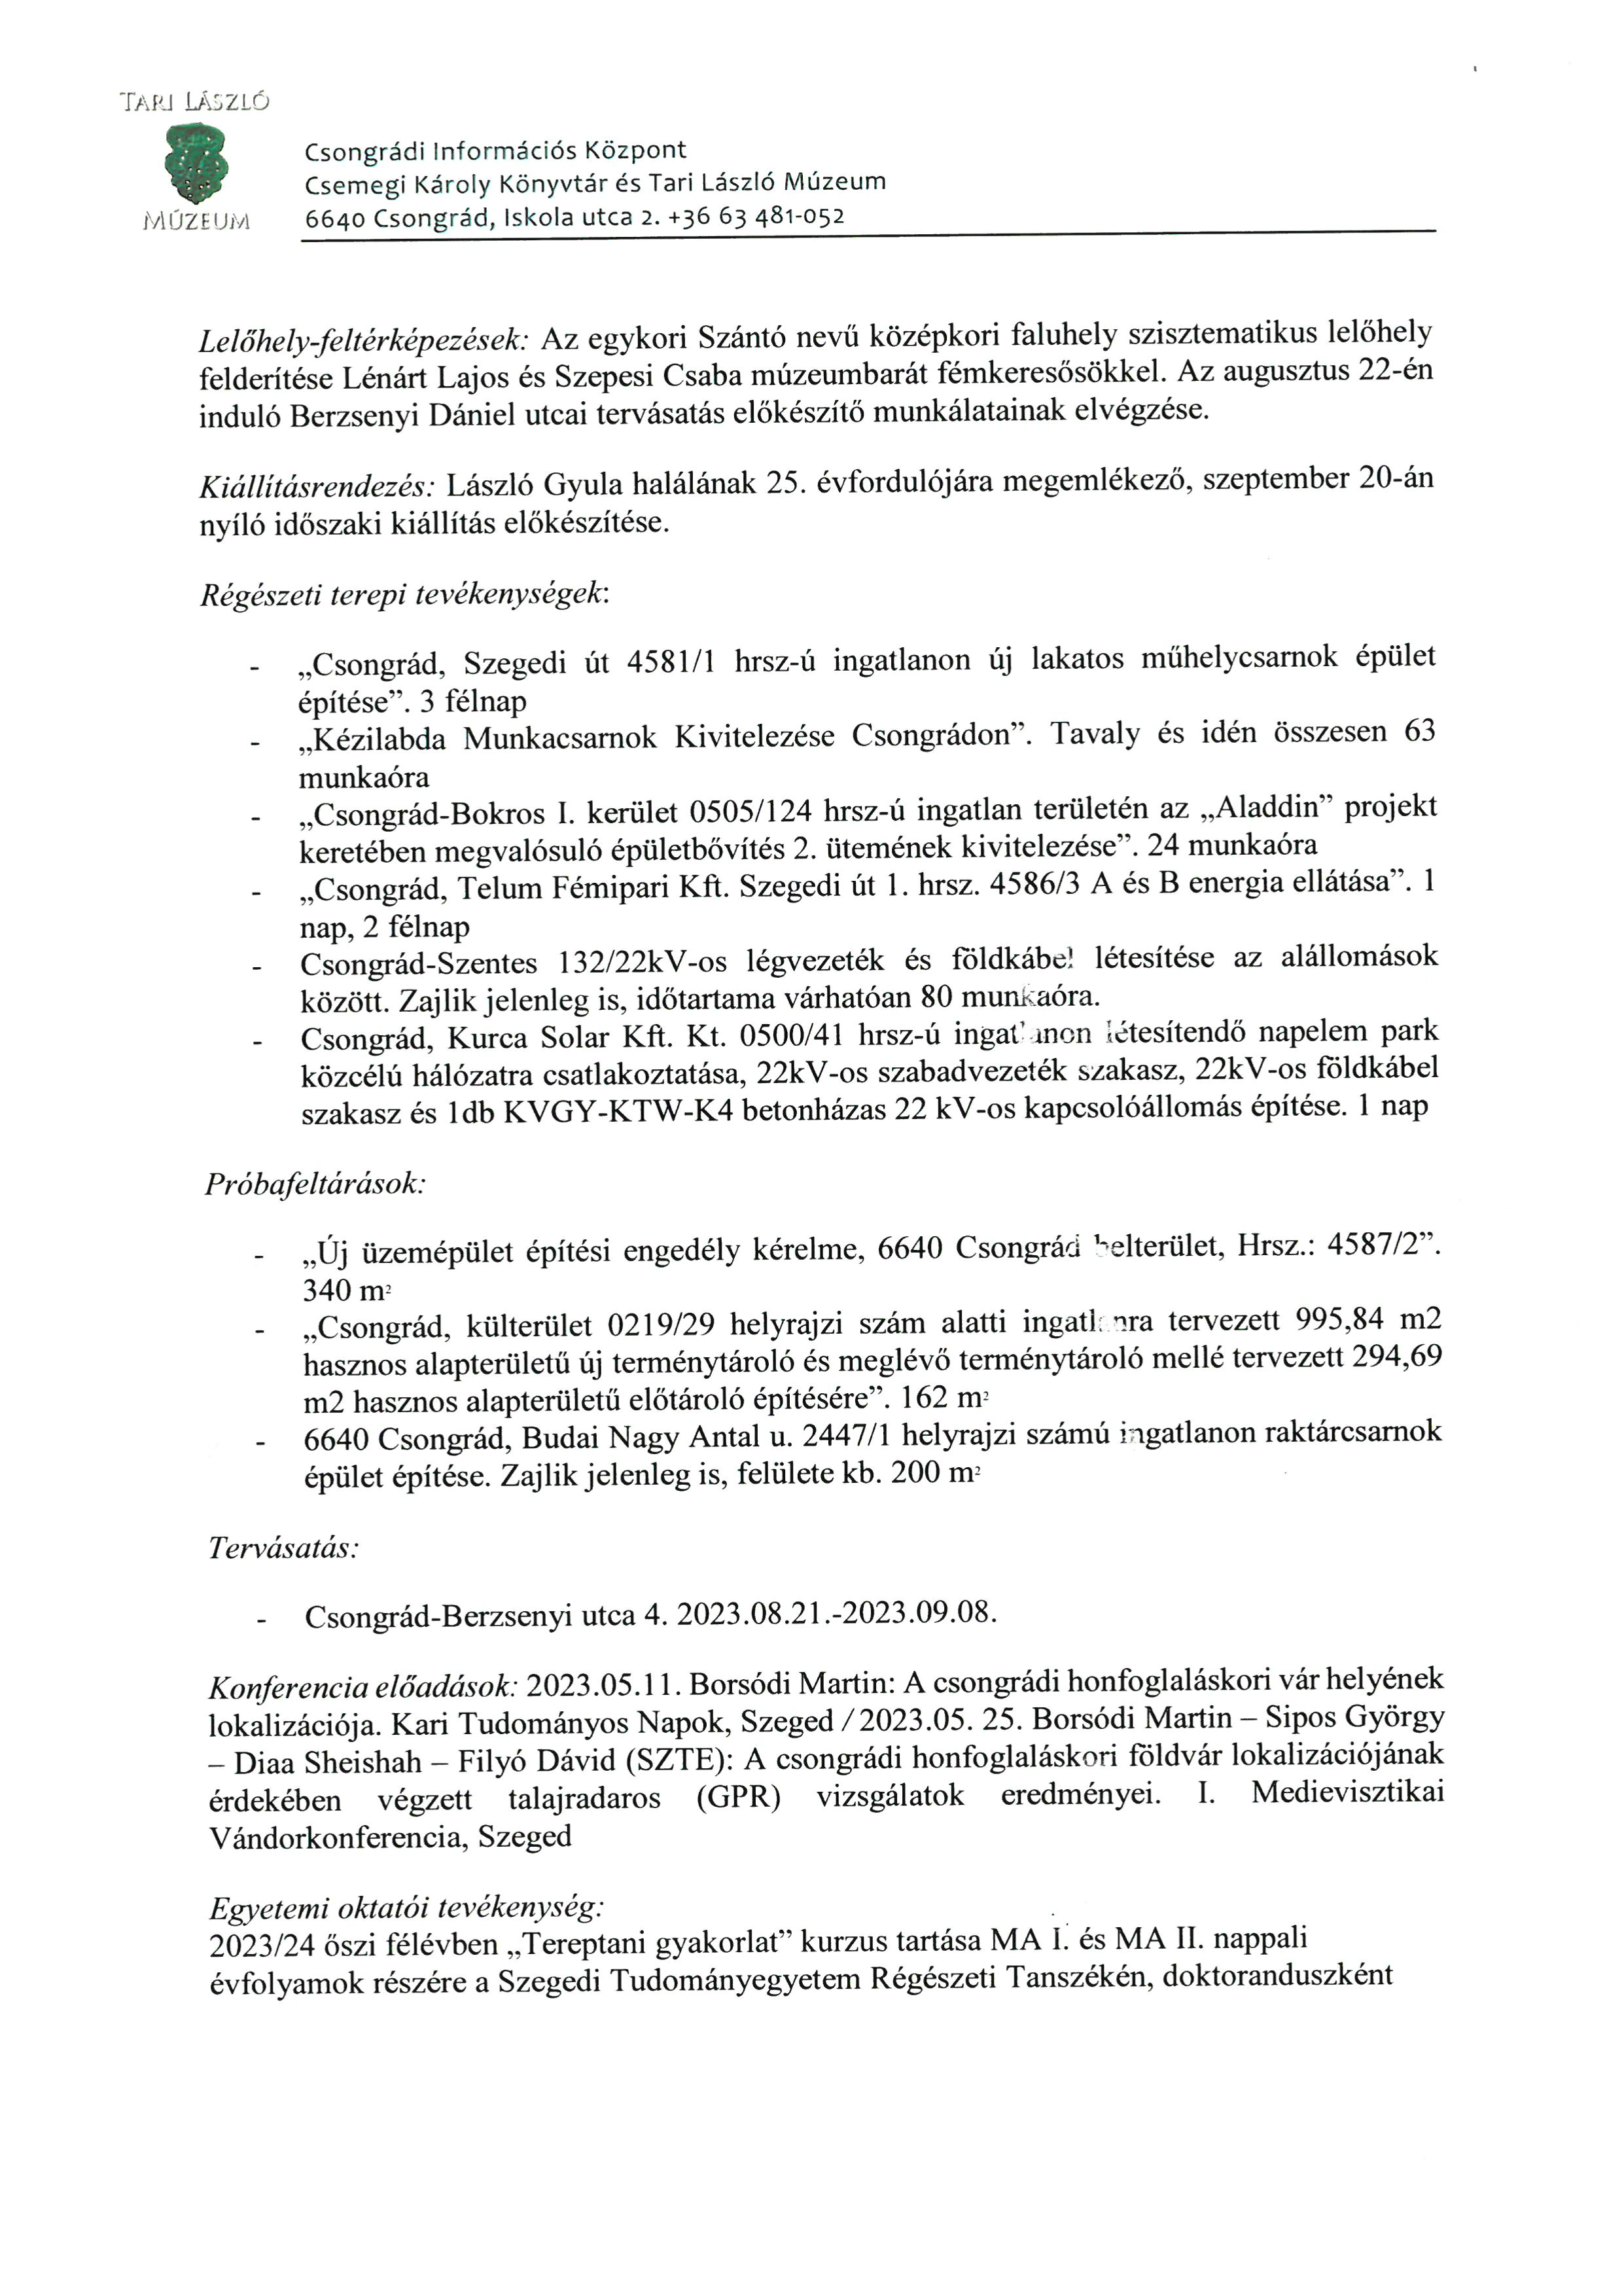 TARI LÁSZLÓ
MÚZEUM
Csongrádi Információs Központ
Csemegi Károly Könyvtár és Tari László Múzeum
6640 Csongrád, Iskola utca 2. +36 63 481-052
Lelőhely-feltérképezések: Az egykori Szántó nevű középkori faluhely szisztematikus lelőhely
felderítése Lénárt Lajos és Szepesi Csaba múzeumbarát fémkeresősökkel. Az augusztus 22-én
induló Berzsenyi Dániel utcai tervásatás előkészítő munkálatainak elvégzése.
Kiállításrendezés: László Gyula halálának 25. évfordulójára megemlékező, szeptember 20-án
nyíló időszaki kiállítás előkészítése.
Régészeti terepi tevékenységek:
- „Csongrád, Szegedi út 4581/1 hrsz-ú ingatlanon új lakatos műhelycsarnok épület
építése”. 3 félnap
- „Kézilabda Munkacsarnok Kivitelezése Csongrádon”. Tavaly és idén összesen 63
munkaóra
- „Csongrád-Bokros I. kerület 0505/124 hrsz-ú ingatlan területén az „Aladdin” projekt
keretében megvalósuló épületbővítés 2. ütemének kivitelezése”. 24 munkaóra
- „Csongrád, Telum Fémipari Kft. Szegedi út 1. hrsz. 4586/3 A és B energia ellátása”. 1
nap, 2 félnap
- Csongrád-Szentes 132/22kV-os légvezeték és földkábel létesítése az alállomások
között. Zajlik jelenleg is, időtartama várhatóan 80 munkaóra.
- Csongrád, Kurca Solar Kft. Kt. 0500/41 hrsz-ú ingatlanon létesítendő napelem park
közcélú hálózatra csatlakoztatása, 22kV-os szabadvezeték szakasz, 22kV-os földkábel
szakasz és 1db KVGY-KTW-K4 betonházas 22 kV-os kapcsolóállomás építése. 1 nap
Próbafeltárások:
- „Új üzemépület építési engedély kérelme, 6640 Csongrád belterület, Hrsz.: 4587/2”.
340 m²
- „Csongrád, külterület 0219/29 helyrajzi szám alatti ingatlanra tervezett 995,84 m2
hasznos alapterületű új terménytároló és meglévő terménytároló mellé tervezett 294,69
m2 hasznos alapterületű előtároló építésére”. 162 m²
- 6640 Csongrád, Budai Nagy Antal u. 2447/1 helyrajzi számú ingatlanon raktárcsarnok
épület építése. Zajlik jelenleg is, felülete kb. 200 m²
Tervásatás:
- Csongrád-Berzsenyi utca 4. 2023.08.21.-2023.09.08.
Konferencia előadások: 2023.05.11. Borsódi Martin: A csongrádi honfoglaláskori vár helyének
lokalizációja. Kari Tudományos Napok, Szeged / 2023.05. 25. Borsódi Martin – Sipos György
– Diaa Sheishah – Filyó Dávid (SZTE): A csongrádi honfoglaláskori földvár lokalizációjának
érdekében végzett talajradaros (GPR) vizsgálatok eredményei. I. Medievisztikai
Vándorkonferencia, Szeged
Egyetemi oktatói tevékenység:
2023/24 őszi félévben „Tereptani gyakorlat” kurzus tartása MA I. és MA II. nappali
évfolyamok részére a Szegedi Tudományegyetem Régészeti Tanszékén, doktoranduszként